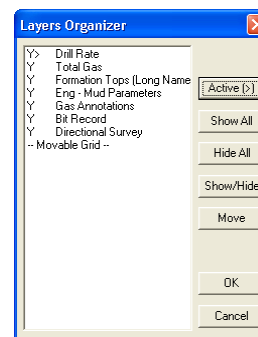 Layers Organizer
Y> Drill Rate
Y Total Gas
Y Formation Tops (Long Name
Y Eng - Mud Parameters
Y Gas Annotations
Y Bit Record
Y Directional Survey
-- Movable Grid --
Active (>)
Show All
Hide All
Show/Hide
Move
OK
Cancel